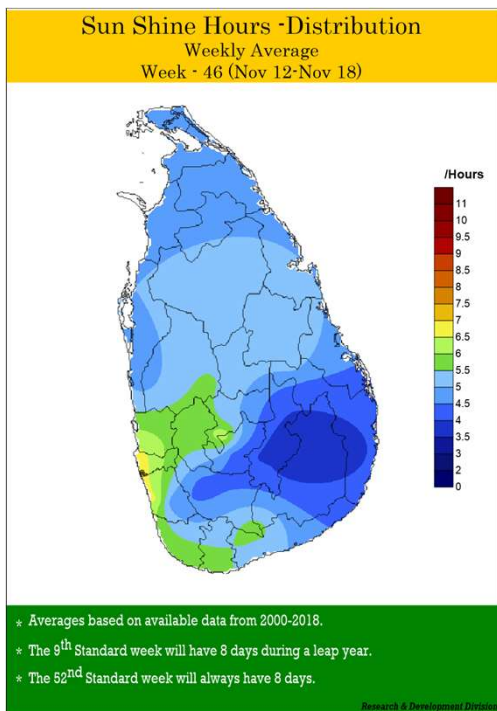 Sun Shine Hours -Distribution
Weekly Average
Week - 46 (Nov 12-Nov 18)
/Hours
11
10
9.5
9
8.5
8
7.5
7
6.5
6
5.5
5
4.5
4
3.5
3
2
0
* Averages based on available data from 2000-2018.
* The 9th Standard week will have 8 days during a leap year.
* The 52nd Standard week will always have 8 days.
Research & Development Division